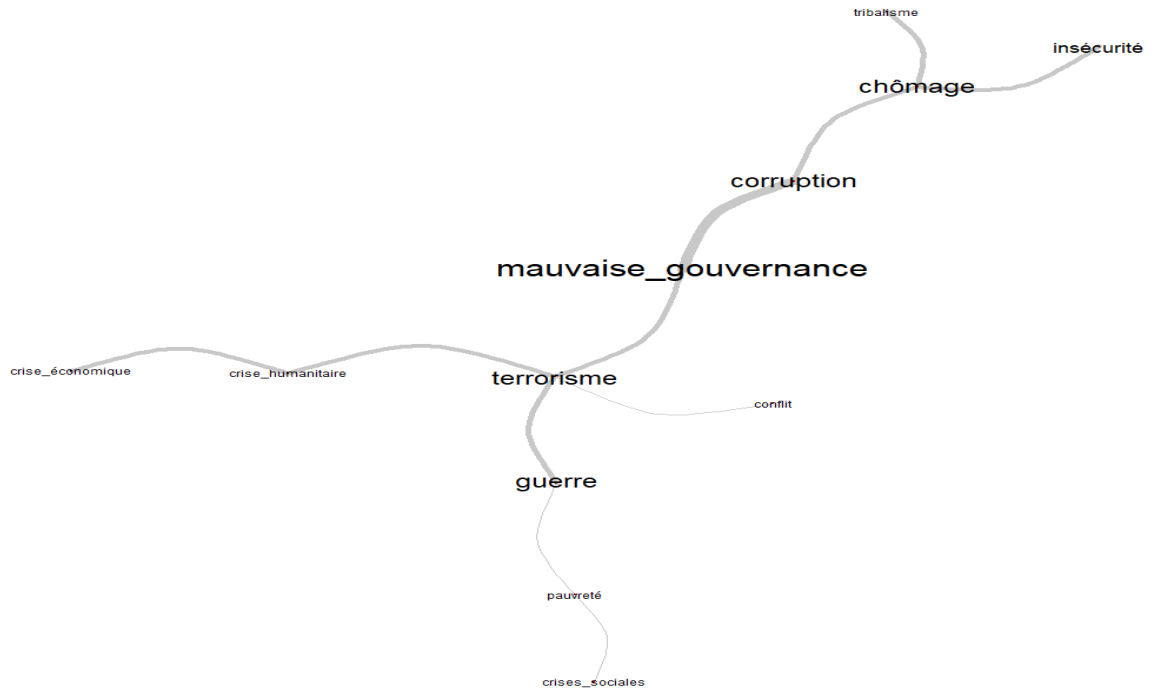 tribalisme
insécurité
chômage
corruption
mauvaise_gouvernance
crise_économique
crise_humanitaire
terrorisme
conflit
guerre
pauvreté
crises_sociales